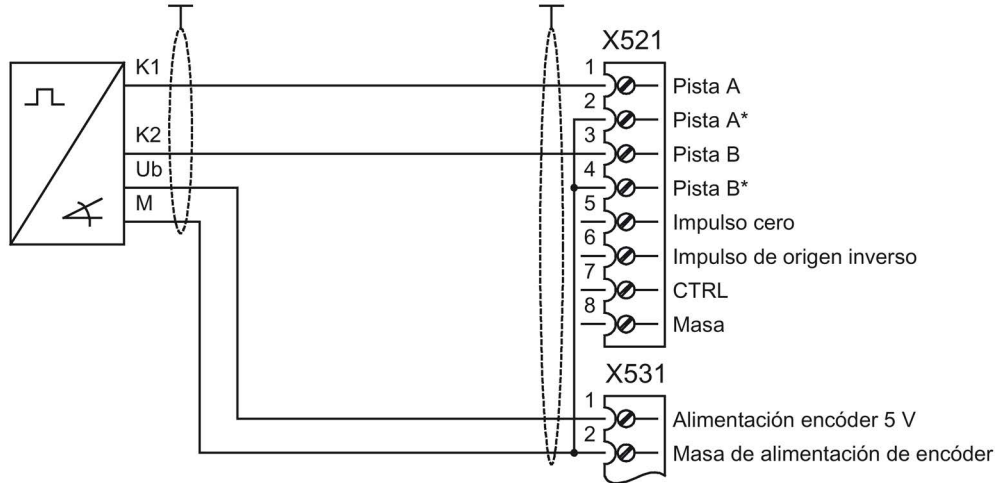 X521
K1
1
Pista A
2
Pista A*
K2
3
Pista B
Ub
4
Pista B*
M
5
Impulso cero
6
Impulso de origen inverso
7
CTRL
8
Masa
X531
1
Alimentación encóder 5 V
2
Masa de alimentación de encóder